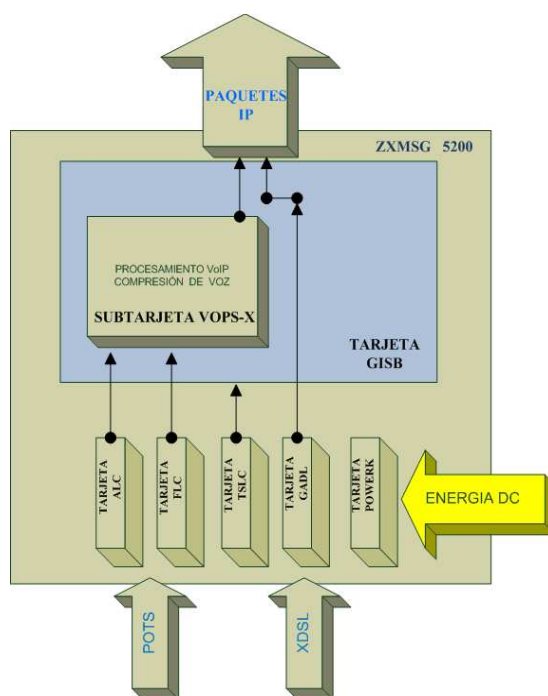 PAQUETES
IP
ZXMSG 5200
PROCESAMIENTO VoIP
COMPRESIÓN DE VOZ
SUBTARJETA VOPS-X
TARJETA
GISB
TARJETA
ALC
TARJETA
FLC
TARJETA
TSLC
TARJETA
GADL
TARJETA
POWERK
ENERGIA DC
POTS
XDSL